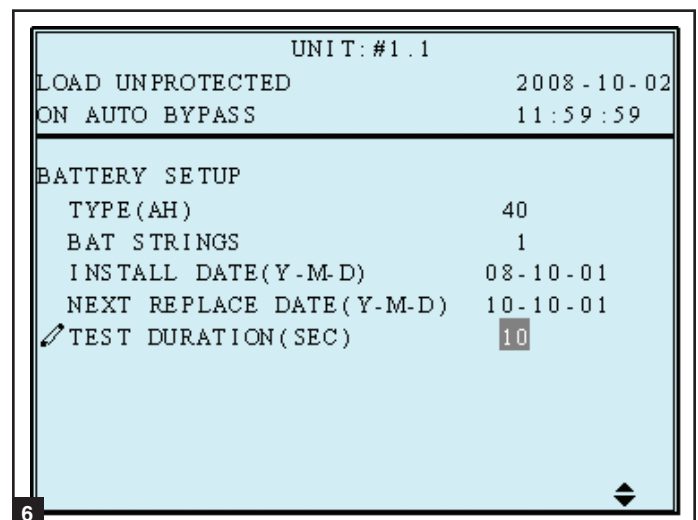 UNIT:#1.1
LOAD UNPROTECTED 2008-10-02
ON AUTO BYPASS 11:59:59
BATTERY SETUP
TYPE(AH) 40
BAT STRINGS 1
INSTALL DATE(Y-M-D) 08-10-01
NEXT REPLACE DATE(Y-M-D) 10-10-01
TEST DURATION(SEC) 10
6